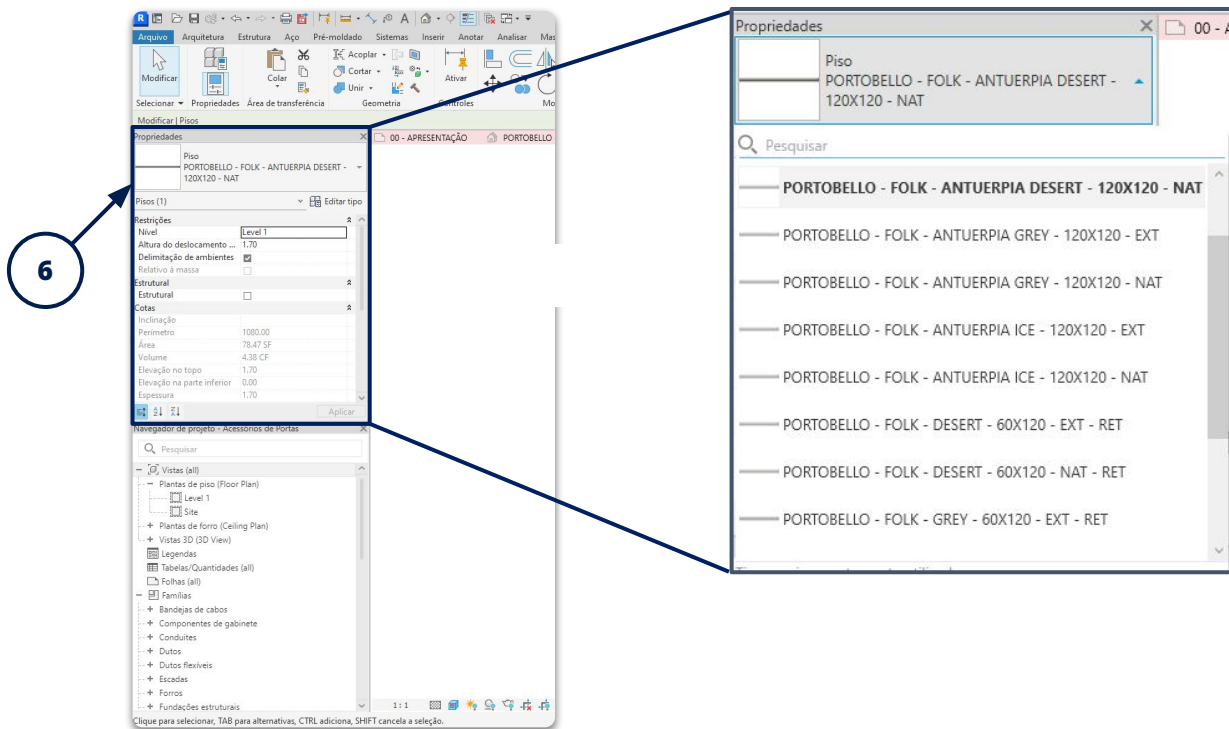 R
A
Arquivo Arquitetura Estrutura Aço Pré-moldado Sistemas Inserir Anotar Analisar Mas
Modificar
Colar
Acoplar
Cortar
Unir
Ativar
Selecionar Propriedades Área de transferência Geometria Controles Mo
Modificar | Pisos
Propriedades
00 - APRESENTAÇÃO PORTOBELLO
Piso
PORTOBELLO - FOLK - ANTUERPIA DESERT -
120X120 - NAT
Pisos (1) Editar tipo
Restrições
Nível Level 1
Altura do deslocamento ... 1.70
Delimitação de ambientes
Relativo à massa
Estrutural
Estrutural
Cotas
Inclinação
Perímetro 1080.00
Área 78.47 SF
Volume 4.38 CF
Elevação no topo 1.70
Elevação na parte inferior 0.00
Espessura 1.70
Aplicar
6
Navegador de projeto - Acessórios de Portas
Pesquisar
Vistas (all)
Plantas de piso (Floor Plan)
Level 1
Site
Plantas de forro (Ceiling Plan)
Vistas 3D (3D View)
Legendas
Tabelas/Quantidades (all)
Folhas (all)
Famílias
Bandejas de cabos
Componentes de gabinete
Conduites
Dutos
Dutos flexíveis
Escadas
Forros
Fundações estruturais
1 : 1
Clique para selecionar, TAB para alternativas, CTRL adiciona, SHIFT cancela a seleção.
Propriedades
00 - A
Piso
PORTOBELLO - FOLK - ANTUERPIA DESERT -
120X120 - NAT
Pesquisar
PORTOBELLO - FOLK - ANTUERPIA DESERT - 120X120 - NAT
PORTOBELLO - FOLK - ANTUERPIA GREY - 120X120 - EXT
PORTOBELLO - FOLK - ANTUERPIA GREY - 120X120 - NAT
PORTOBELLO - FOLK - ANTUERPIA ICE - 120X120 - EXT
PORTOBELLO - FOLK - ANTUERPIA ICE - 120X120 - NAT
PORTOBELLO - FOLK - DESERT - 60X120 - EXT - RET
PORTOBELLO - FOLK - DESERT - 60X120 - NAT - RET
PORTOBELLO - FOLK - GREY - 60X120 - EXT - RET